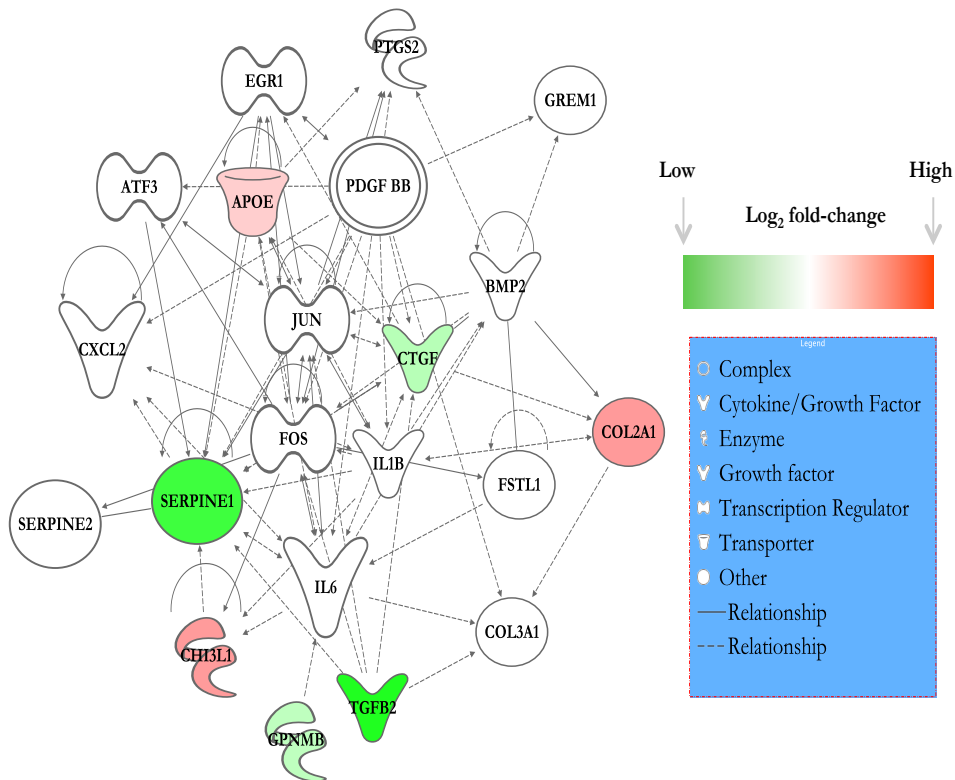 PTGS2
EGR1
GREM1
Low
High
ATF3
APOE
PDGF BB
Log2 fold-change
BMP2
JUN
CXCL2
CTGF
Legend
Complex
Cytokine/Growth Factor
COL2A1
FOS
Enzyme
IL1B
Growth factor
FSTL1
SERPINE1
SERPINE2
Transcription Regulator
Transporter
Other
IL6
Relationship
COL3A1
Relationship
CHI3L1
TGFB2
GPNMB